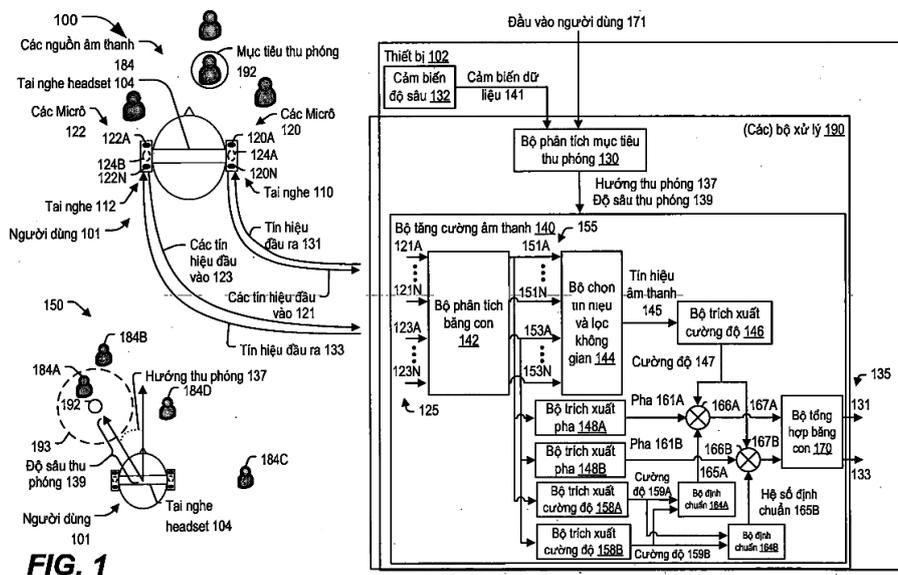 100
Các nguồn âm thanh
184
Tai nghe headset 104
Mục tiêu thu phóng
192
Các Micrô
122
122A
124B
122N
Các Micrô
120
120A
124A
120N
Tai nghe 112
Tai nghe 110
Người dùng 101
Các tín
hiệu đầu
vào 123
Tín hiệu
đầu ra 131
Các tín hiệu đầu
vào 121
Tín hiệu đầu ra 133
150
184B
184A
192
Hướng thu phóng 137
184D
193
184C
Độ sâu thu
phóng 139
Người dùng
101
Tai nghe
headset 104
FIG. 1
Đầu vào người dùng 171
Thiết bị 102
Cảm biến
độ sâu 132
Cảm biến dữ
liệu 141
(Các) bộ xử lý 190
Bộ phân tích mục tiêu
thu phóng 130
Hướng thu phóng 137
Độ sâu thu phóng 139
Bộ tăng cường âm thanh 140
155
121A
121N
123A
123N
125
Bộ phân tích
băng con
142
151A
151N
153A
153N
Bộ chọn
tín hiệu
và lọc
không
gian 144
Tín hiệu
âm thanh
145
Bộ trích xuất
cường độ 146
Cường độ 147
Bộ trích xuất
pha 148A
Pha 161A
166A
167A
Bộ trích xuất
pha 148B
Pha 161B
166B
167B
165A
Bộ tổng
hợp băng
con 170
135
131
133
Bộ trích xuất
cường độ 158A
Cường
độ 159A
Bộ định
chuẩn 164A
Hệ số định
chuẩn 165B
Bộ trích xuất
cường độ 158B
Cường độ 159B
Bộ định
chuẩn 164B